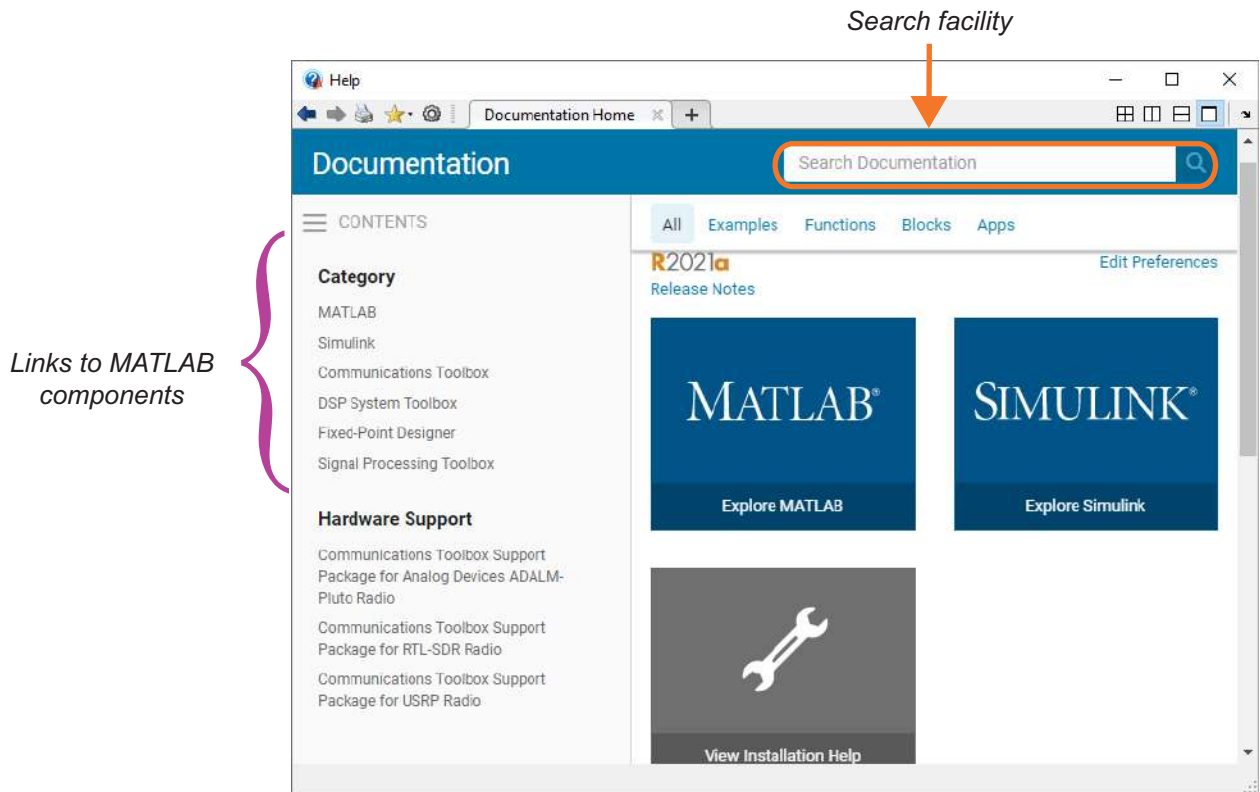 Search facility
Help
Documentation Home
Documentation
Search Documentation
CONTENTS
All Examples Functions Blocks Apps
R2021a
Edit Preferences
Release Notes
Links to MATLAB
components
Category
MATLAB
Simulink
Communications Toolbox
DSP System Toolbox
Fixed-Point Designer
Signal Processing Toolbox
Hardware Support
Communications Toolbox Support
Package for Analog Devices ADALM-
Pluto Radio
Communications Toolbox Support
Package for RTL-SDR Radio
Communications Toolbox Support
Package for USRP Radio
MATLAB®
Explore MATLAB
SIMULINK®
Explore Simulink
View Installation Help